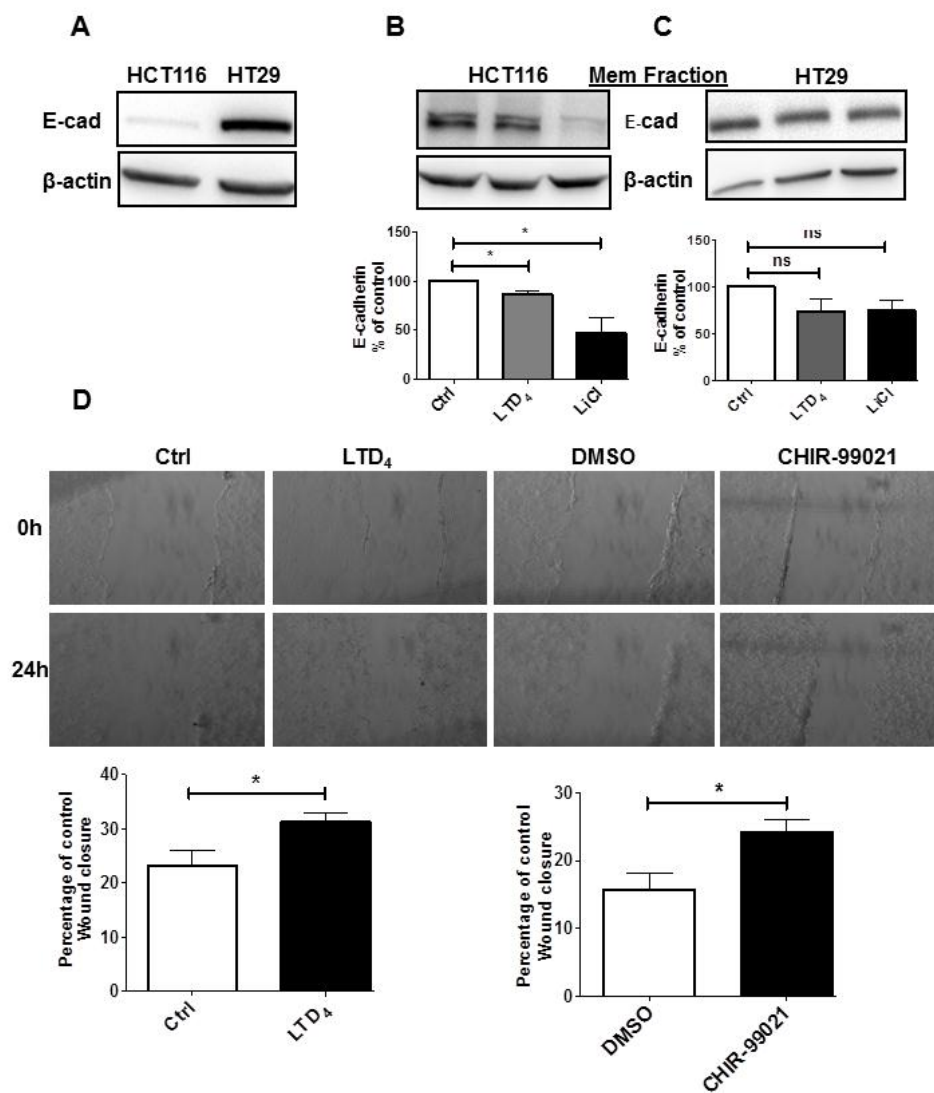 A
HCT116 HT29
E-cad
β-actin
B
HCT116
Mem Fraction
C
HT29
E-cad
β-actin
*
*
E-cadherin
% of control
100
50
0
Ctrl
LTD4
LiCl
ns
ns
E-cadherin
% of control
150
100
50
0
Ctrl
LTD4
LiCl
D
Ctrl LTD4 DMSO CHIR-99021
0h
24h
Percentage of control
Wound closure
40
30
20
10
0
*
Ctrl
LTD4
Percentage of control
Wound closure
30
20
10
0
*
DMSO
CHIR-99021